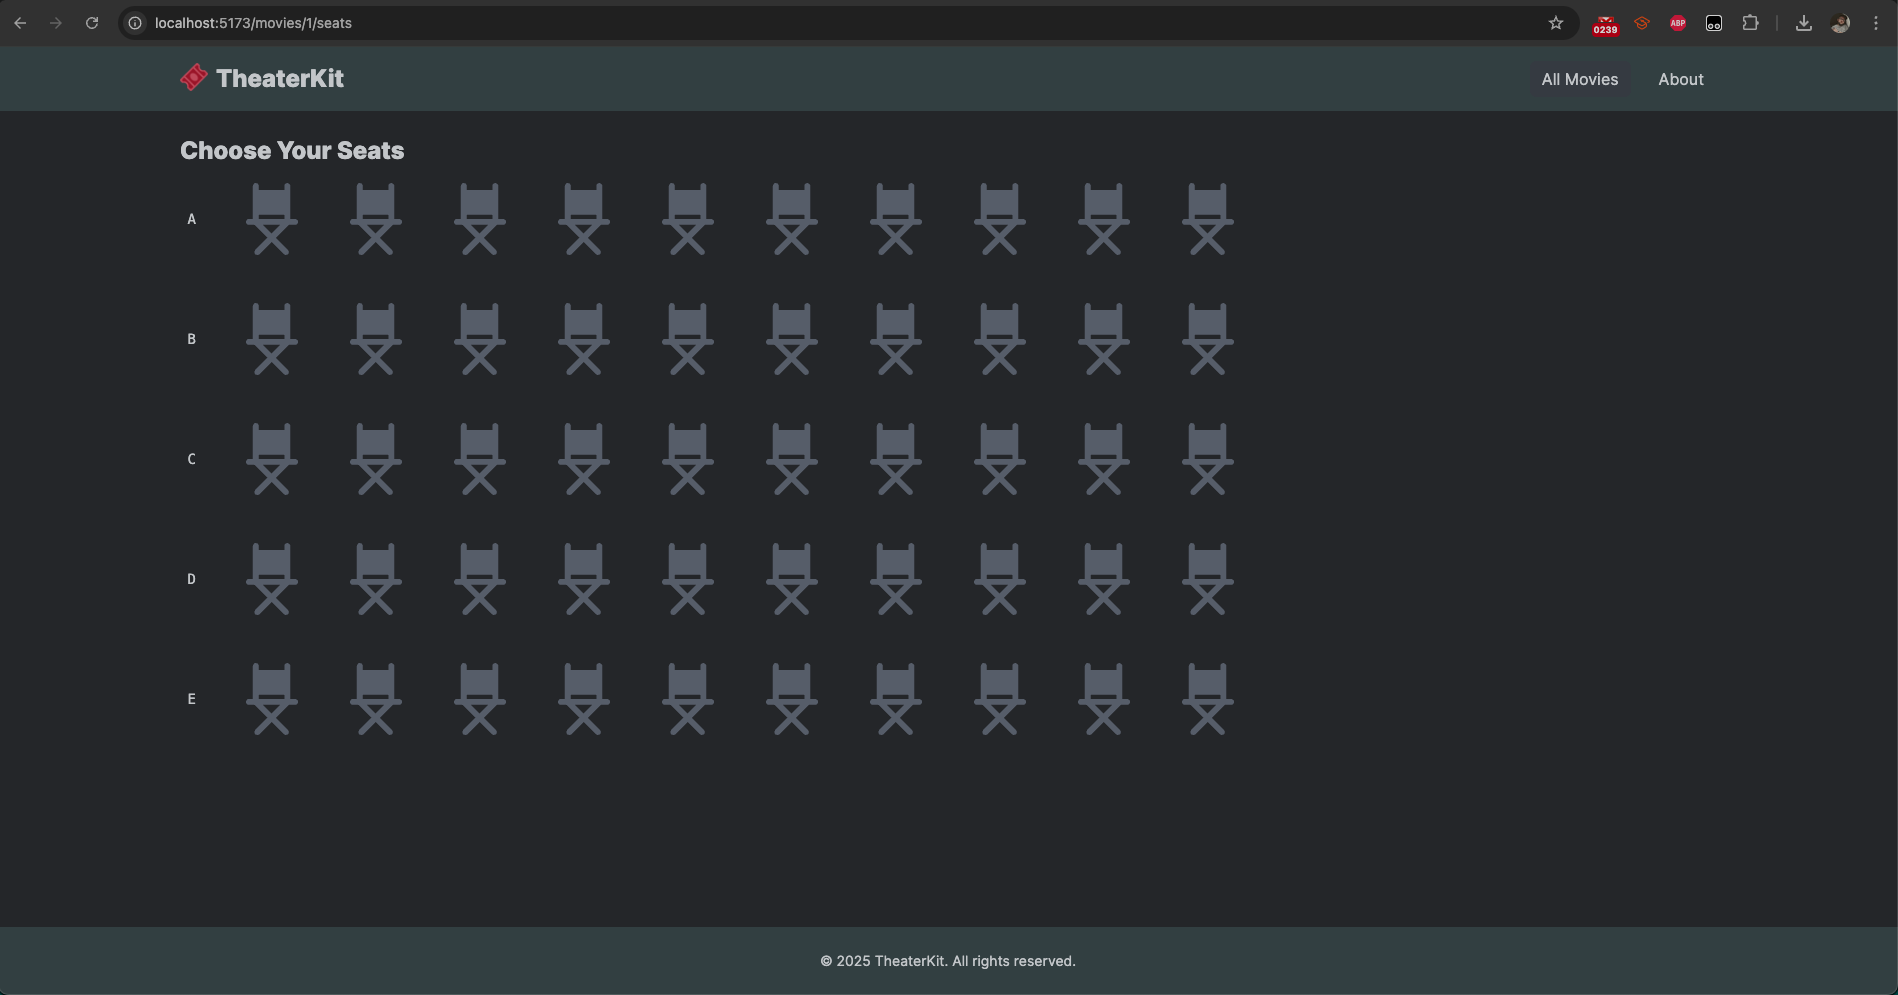 localhost:5173/movies/1/seats
0239
ABP
TheaterKit
All Movies
About
Choose Your Seats
A
B
C
D
E
© 2025 TheaterKit. All rights reserved.